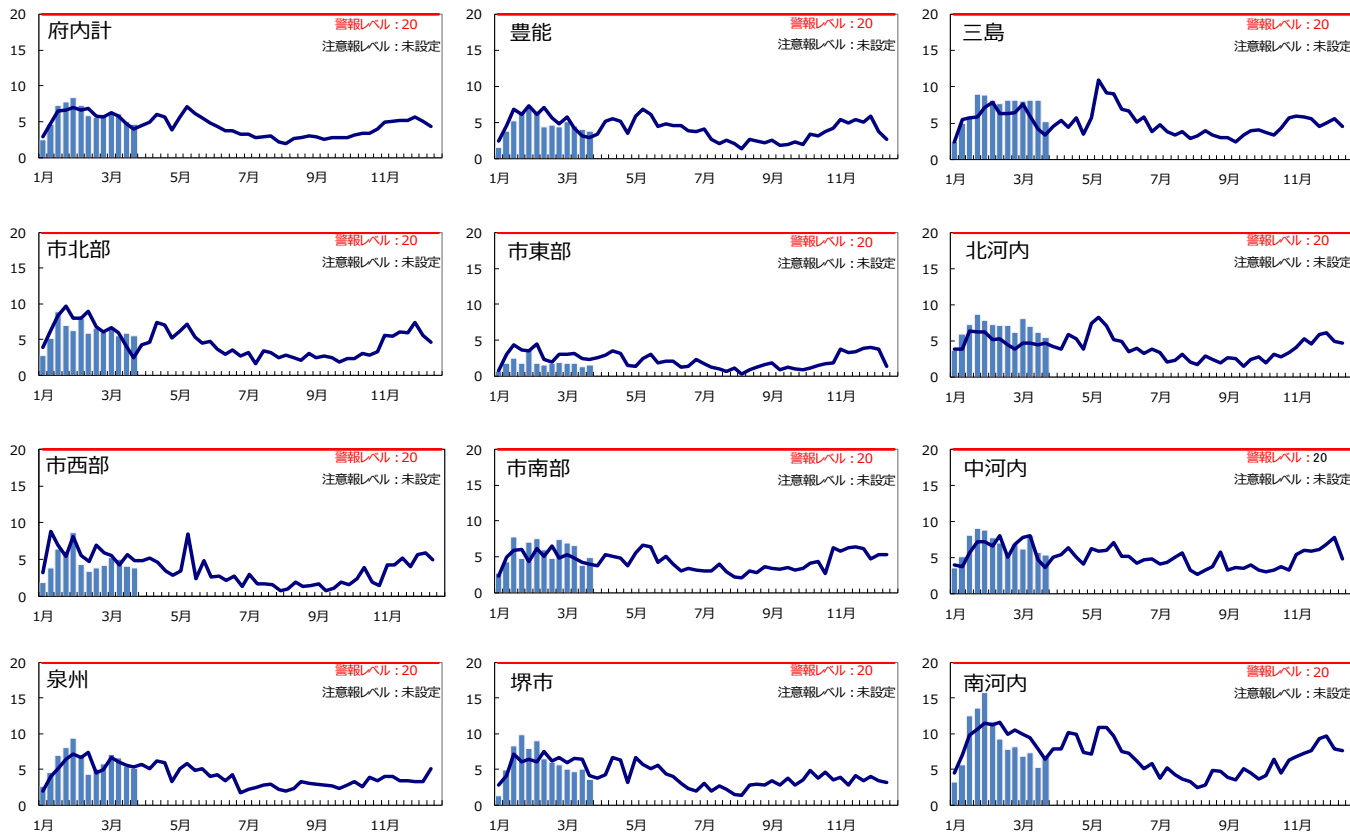 府内計
警報レベル：20
注意報レベル：未設定
20
15
10
5
0
1月 3月 5月 7月 9月 11月
豊能
警報レベル：20
注意報レベル：未設定
20
15
10
5
0
1月 3月 5月 7月 9月 11月
三島
警報レベル：20
注意報レベル：未設定
20
15
10
5
0
1月 3月 5月 7月 9月 11月
市北部
警報レベル：20
注意報レベル：未設定
20
15
10
5
0
1月 3月 5月 7月 9月 11月
市東部
警報レベル：20
注意報レベル：未設定
20
15
10
5
0
1月 3月 5月 7月 9月 11月
北河内
警報レベル：20
注意報レベル：未設定
20
15
10
5
0
1月 3月 5月 7月 9月 11月
市西部
警報レベル：20
注意報レベル：未設定
20
15
10
5
0
1月 3月 5月 7月 9月 11月
市南部
警報レベル：20
注意報レベル：未設定
20
15
10
5
0
1月 3月 5月 7月 9月 11月
中河内
警報レベル：20
注意報レベル：未設定
20
15
10
5
0
1月 3月 5月 7月 9月 11月
泉州
警報レベル：20
注意報レベル：未設定
20
15
10
5
0
1月 3月 5月 7月 9月 11月
堺市
警報レベル：20
注意報レベル：未設定
20
15
10
5
0
1月 3月 5月 7月 9月 11月
南河内
警報レベル：20
注意報レベル：未設定
20
15
10
5
0
1月 3月 5月 7月 9月 11月